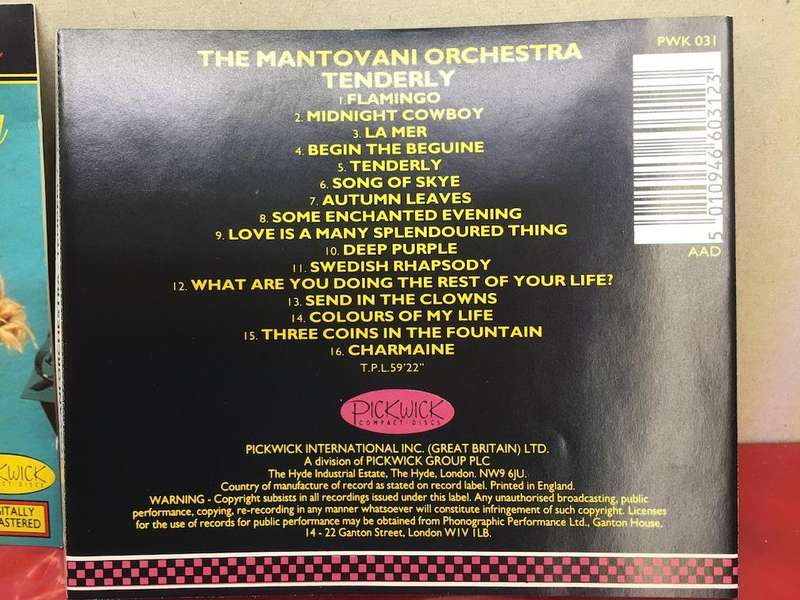 PWK 031
THE MANTOVANI ORCHESTRA
TENDERLY
1. FLAMINGO
2. MIDNIGHT COWBOY
3. LA MER
4. BEGIN THE BEGUINE
5. TENDERLY
6. SONG OF SKYE
7. AUTUMN LEAVES
8. SOME ENCHANTED EVENING
9. LOVE IS A MANY SPLENDOURED THING
10. DEEP PURPLE
11. SWEDISH RHAPSODY
12. WHAT ARE YOU DOING THE REST OF YOUR LIFE?
13. SEND IN THE CLOWNS
14. COLOURS OF MY LIFE
15. THREE COINS IN THE FOUNTAIN
16. CHARMAINE
T.P.L.59'22"
5 010946 603123
AAD
PICKWICK
COMPACT DISCS
PICKWICK INTERNATIONAL INC. (GREAT BRITAIN) LTD.
A division of PICKWICK GROUP PLC
The Hyde Industrial Estate, The Hyde, London. NW9 6JU.
Country of manufacture of record as stated on record label. Printed in England.
WARNING - Copyright subsists in all recordings issued under this label. Any unauthorised broadcasting, public
performance, copying, re-recording in any manner whatsoever will constitute infringement of such copyright. Licenses
for the use of records for public performance may be obtained from Phonographic Performance Ltd., Ganton House,
14 - 22 Ganton Street, London W1V 1LB.